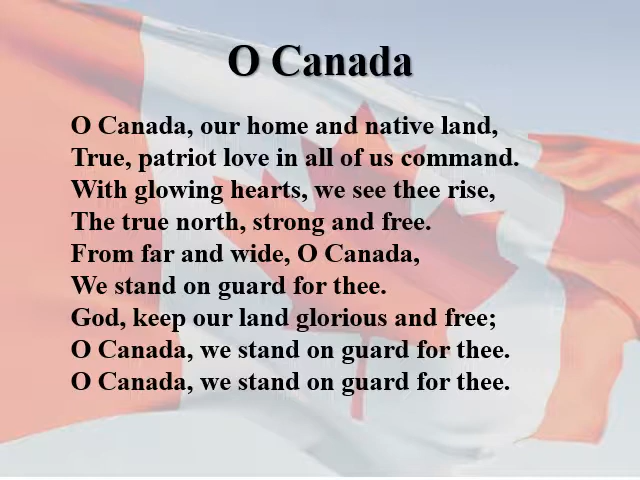 O Canada
O Canada, our home and native land,
True, patriot love in all of us command.
With glowing hearts, we see thee rise,
The true north, strong and free.
From far and wide, O Canada,
We stand on guard for thee.
God, keep our land glorious and free;
O Canada, we stand on guard for thee.
O Canada, we stand on guard for thee.